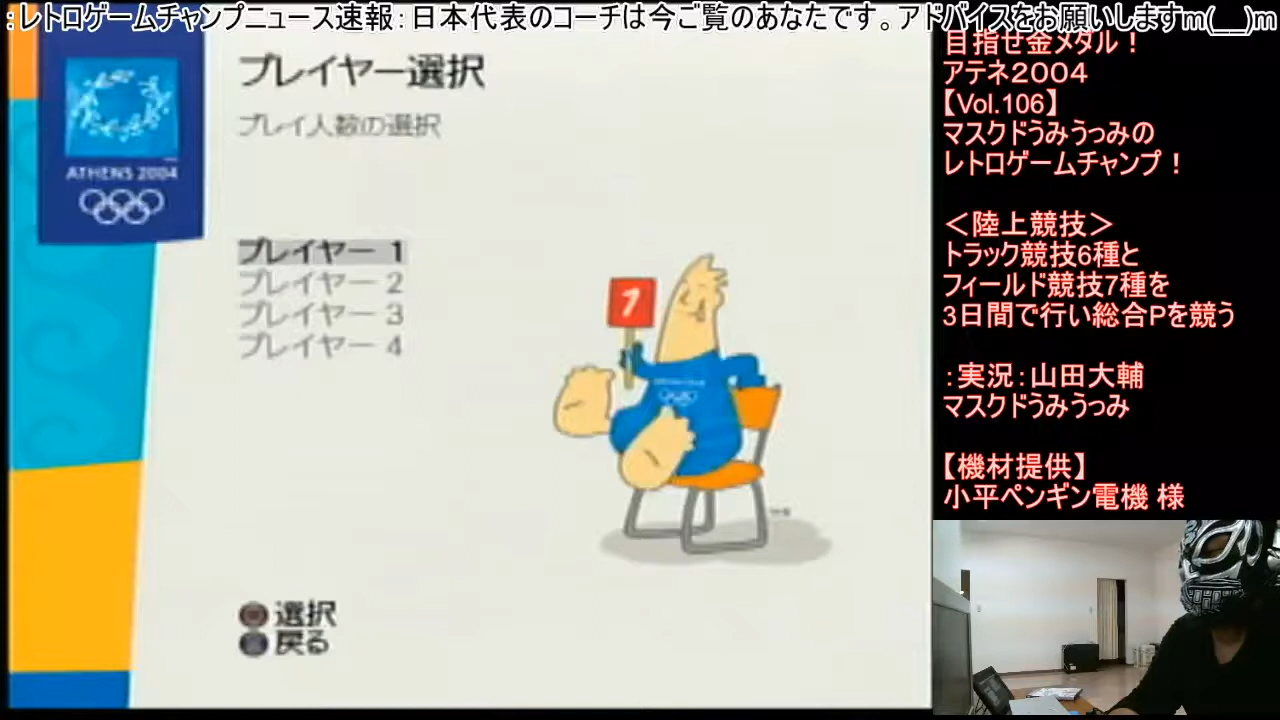 :レトロゲームチャンプニュース速報:日本代表のコーチは今ご覧のあなたです。アドバイスをお願いしますm(__)m
プレイヤー選択
プレイ人数の選択
ATHENS 2004
プレイヤー 1
プレイヤー 2
プレイヤー 3
プレイヤー 4
1
選択
戻る
目指せ金メダル!
アテネ2004
【Vol.106】
マスクドうみうっみの
レトロゲームチャンプ!
<陸上競技>
トラック競技6種と
フィールド競技7種を
3日間で行い総合Pを競う
:実況:山田大輔
マスクドうみうっみ
【機材提供】
小平ペンギン電機 様